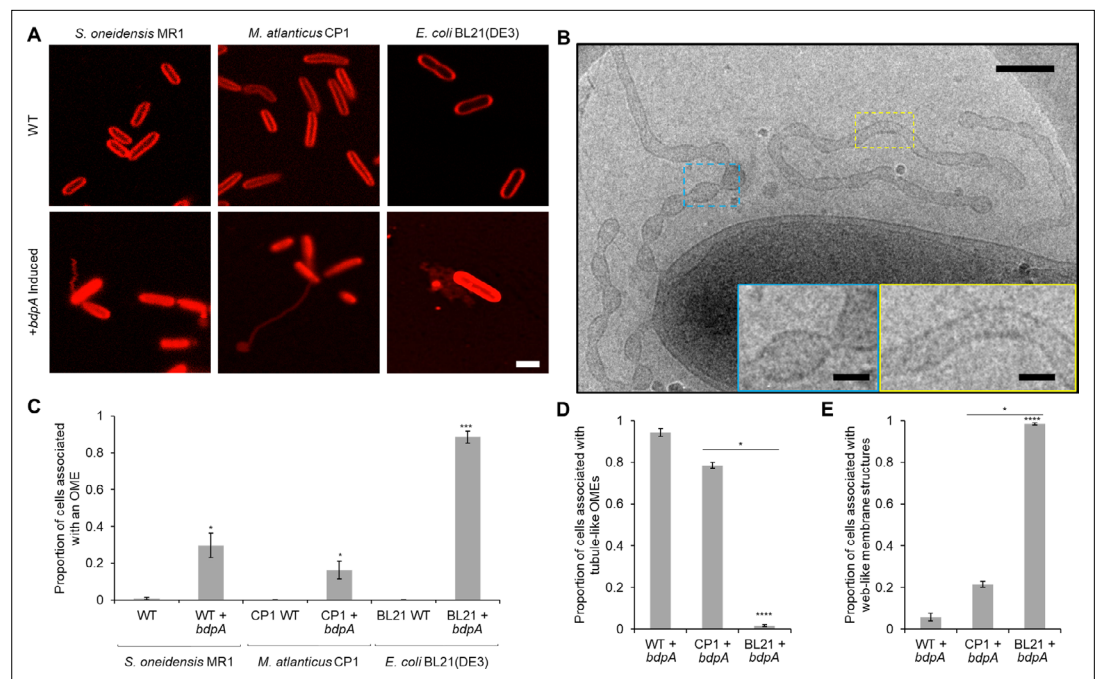 A
S. oneidensis MR1
M. atlanticus CP1
E. coli BL21(DE3)
WT
+bdpA Induced
B
C
Proportion of cells associated
with an OME
1
0.8
0.6
0.4
0.2
0
*
*
***
WT
WT +
bdpA
CP1 WT
CP1 +
bdpA
BL21 WT
BL21 +
bdpA
S. oneidensis MR1
M. atlanticus CP1
E. coli BL21(DE3)
D
Proportion of cells associated with
tubule-like OMEs
1
0.8
0.6
0.4
0.2
0
*
****
WT +
bdpA
CP1 +
bdpA
BL21 +
bdpA
E
Proportion of cells associated with
web-like membrane structures
1
0.8
0.6
0.4
0.2
0
*
****
WT +
bdpA
CP1 +
bdpA
BL21 +
bdpA